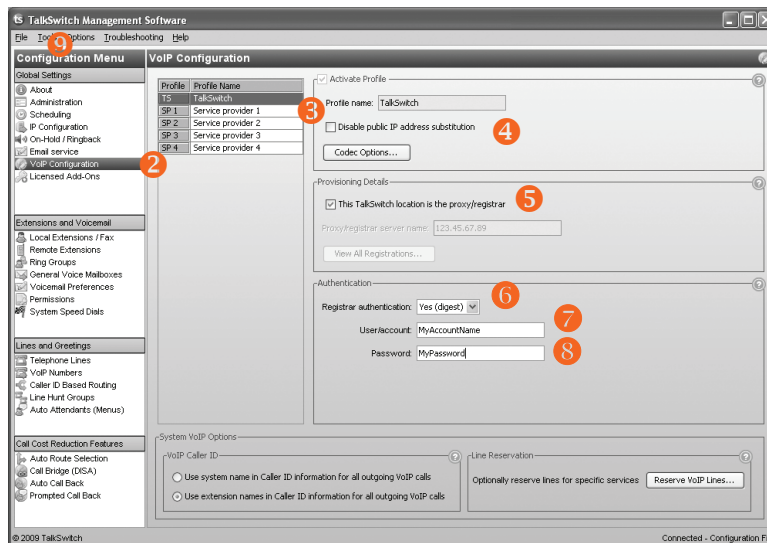 ts TalkSwitch Management Software
File Tools Options Troubleshooting Help
9
Configuration Menu
Global Settings
About
Administration
Scheduling
IP Configuration
On-Hold / Ringback
Email service
VoIP Configuration
2
Licensed Add-Ons
Extensions and Voicemail
Local Extensions / Fax
Remote Extensions
Ring Groups
General Voice Mailboxes
Voicemail Preferences
Permissions
System Speed Dials
Lines and Greetings
Telephone Lines
VoIP Numbers
Caller ID Based Routing
Line Hunt Groups
Auto Attendants (Menus)
Call Cost Reduction Features
Auto Route Selection
Call Bridge (DISA)
Auto Call Back
Prompted Call Back
VoIP Configuration
Profile Profile Name
TS TalkSwitch
SP 1 Service provider 1
SP 2 Service provider 2
SP 3 Service provider 3
SP 4 Service provider 4
Activate Profile
Profile name: TalkSwitch
3
Disable public IP address substitution
4
Codec Options...
Provisioning Details
This TalkSwitch location is the proxy/registrar
5
Proxy/registrar server name: 123.45.67.89
View All Registrations...
Authentication
Registrar authentication: Yes (digest)
6
User/account: MyAccountName
7
Password: MyPassword
8
System VoIP Options
VoIP Caller ID
Use system name in Caller ID information for all outgoing VoIP calls
Use extension names in Caller ID information for all outgoing VoIP calls
Line Reservation
Optionally reserve lines for specific services Reserve VoIP Lines...
© 2009 TalkSwitch
Connected - Configuration F